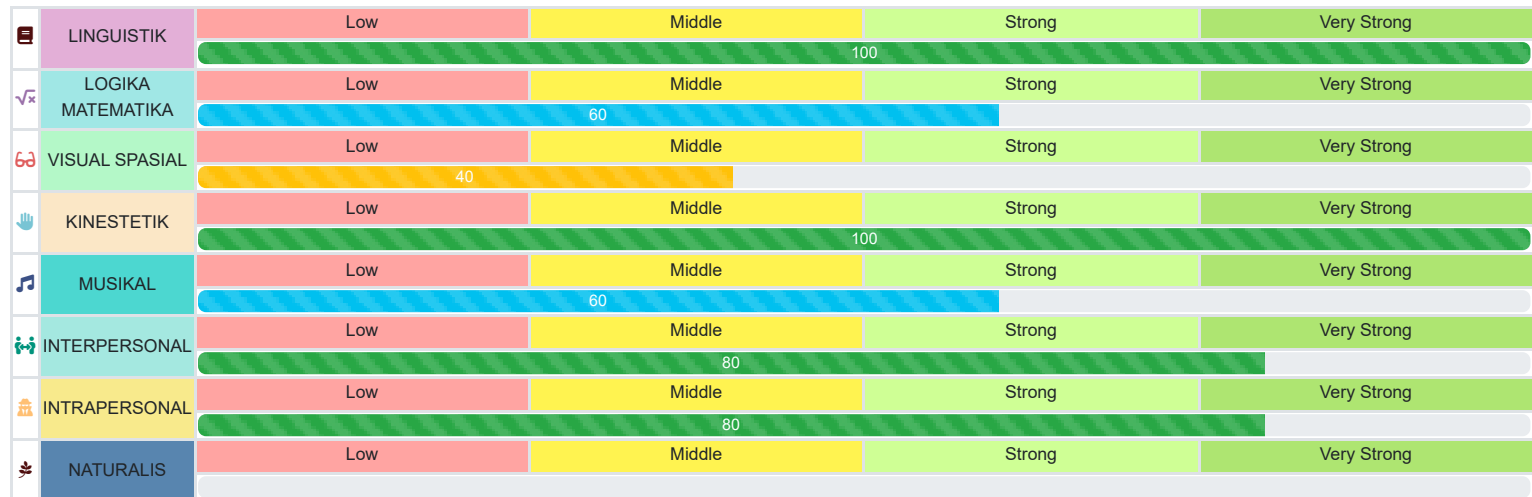 LINGUISTIK
Low Middle Strong Very Strong
100
LOGIKA
MATEMATIKA
Low Middle Strong Very Strong
60
VISUAL SPASIAL
Low Middle Strong Very Strong
40
KINESTETIK
Low Middle Strong Very Strong
100
MUSIKAL
Low Middle Strong Very Strong
60
INTERPERSONAL
Low Middle Strong Very Strong
80
INTRAPERSONAL
Low Middle Strong Very Strong
80
NATURALIS
Low Middle Strong Very Strong